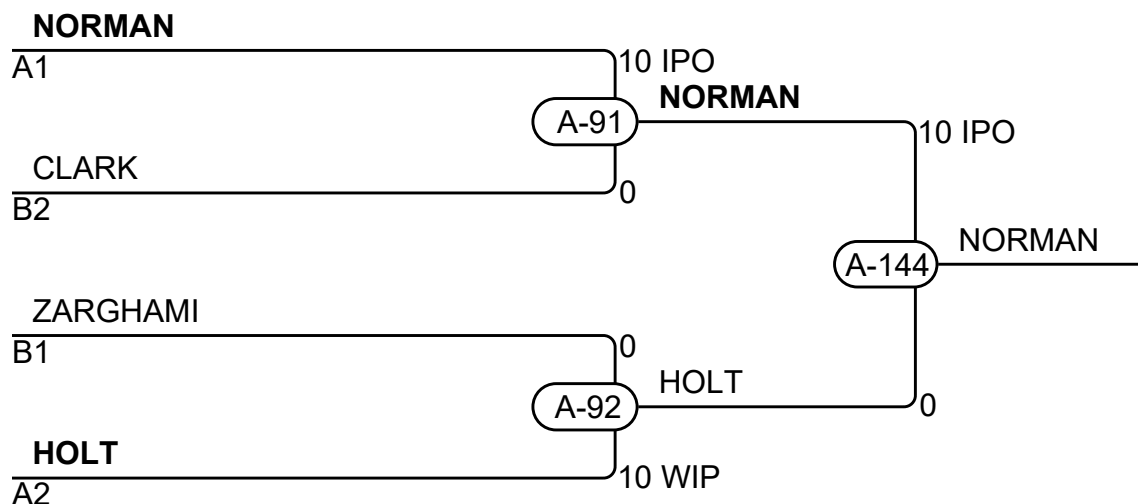 NORMAN
A1
10 IPO
A-91
NORMAN
10 IPO
CLARK
B2
0
A-144
NORMAN
ZARGHAMI
B1
0
A-92
HOLT
0
HOLT
A2
10 WIP